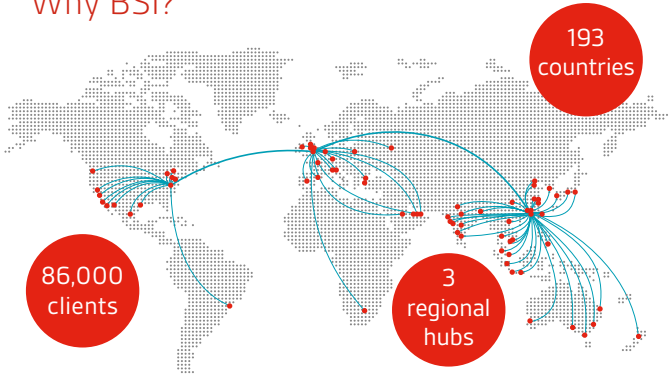 Why BSI?
193
countries
86,000
clients
3
regional
hubs